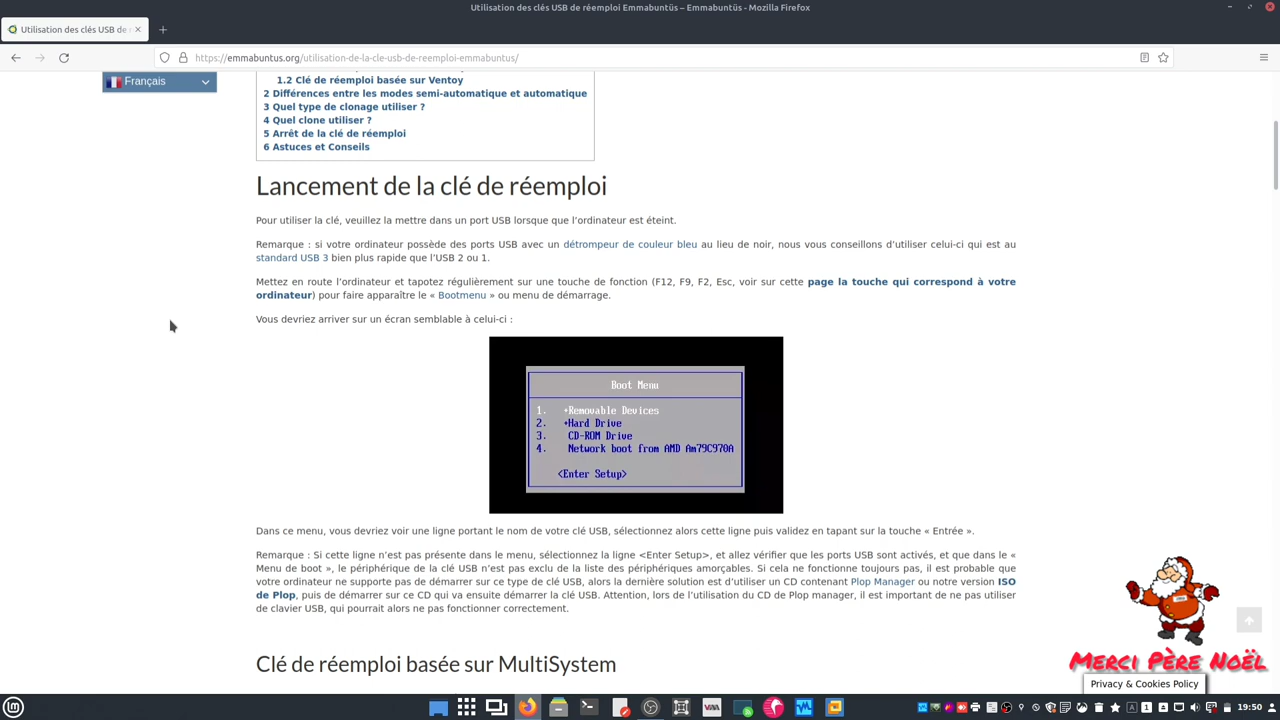 Utilisation des clés USB de réemploi Emmabuntüs – Emmabuntüs - Mozilla Firefox
Utilisation des clés USB de
https://emmabuntus.org/utilisation-de-la-cle-usb-de-reemploi-emmabuntus/
Français
1.2 Clé de réemploi basée sur Ventoy
2 Différences entre les modes semi-automatique et automatique
3 Quel type de clonage utiliser ?
4 Quel clone utiliser ?
5 Arrêt de la clé de réemploi
6 Astuces et Conseils
Lancement de la clé de réemploi
Pour utiliser la clé, veuillez la mettre dans un port USB lorsque que l’ordinateur est éteint.
Remarque : si votre ordinateur possède des ports USB avec un détrompeur de couleur bleu au lieu de noir, nous vous conseillons d’utiliser celui-ci qui est au
standard USB 3 bien plus rapide que l’USB 2 ou 1.
Mettez en route l’ordinateur et tapotez régulièrement sur une touche de fonction (F12, F9, F2, Esc, voir sur cette page la touche qui correspond à votre
ordinateur) pour faire apparaître le « Bootmenu » ou menu de démarrage.
Vous devriez arriver sur un écran semblable à celui-ci :
Boot Menu
1. +Removable Devices
2. +Hard Drive
3. CD-ROM Drive
4. Network boot from AMD Am79C970A
<Enter Setup>
Dans ce menu, vous devriez voir une ligne portant le nom de votre clé USB, sélectionnez alors cette ligne puis validez en tapant sur la touche « Entrée ».
Remarque : Si cette ligne n’est pas présente dans le menu, sélectionnez la ligne <Enter Setup>, et allez vérifier que les ports USB sont activés, et que dans le «
Menu de boot », le périphérique de la clé USB n’est pas exclu de la liste des périphériques amorçables. Si cela ne fonctionne toujours pas, il est probable que
votre ordinateur ne supporte pas de démarrer sur ce type de clé USB, alors la dernière solution est d’utiliser un CD contenant Plop Manager ou notre version ISO
de Plop, puis de démarrer sur ce CD qui va ensuite démarrer la clé USB. Attention, lors de l’utilisation du CD de Plop manager, il est important de ne pas utiliser
de clavier USB, qui pourrait alors ne pas fonctionner correctement.
Clé de réemploi basée sur MultiSystem
Merci Père Noël
Privacy & Cookies Policy
19:50